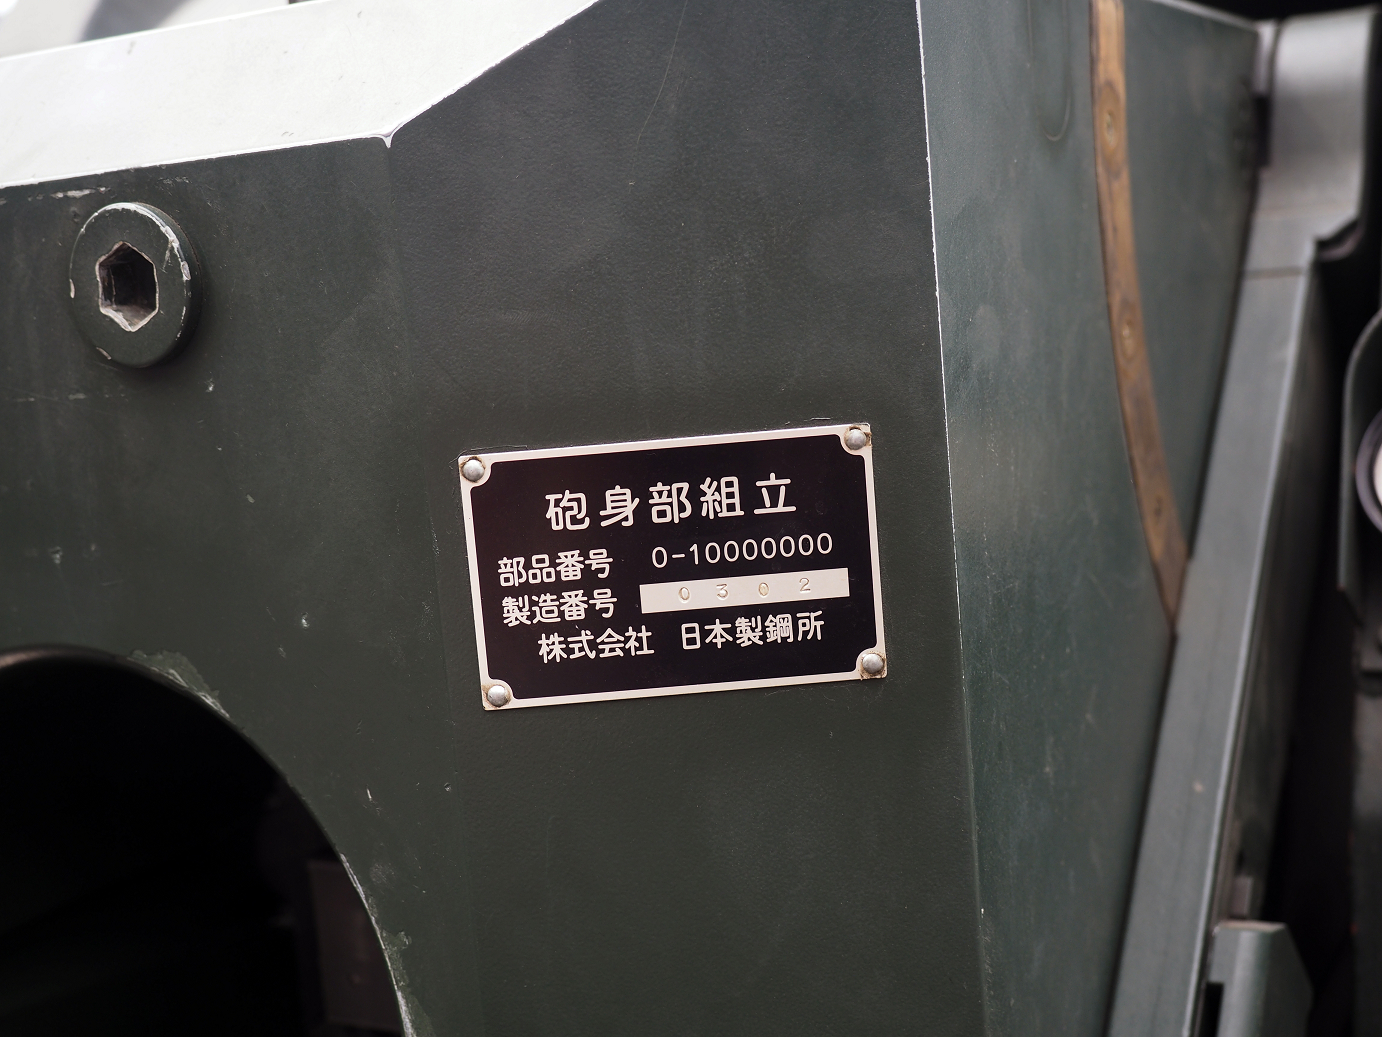 砲身部組立
部品番号 0-10000000
製造番号 0302
株式会社 日本製鋼所